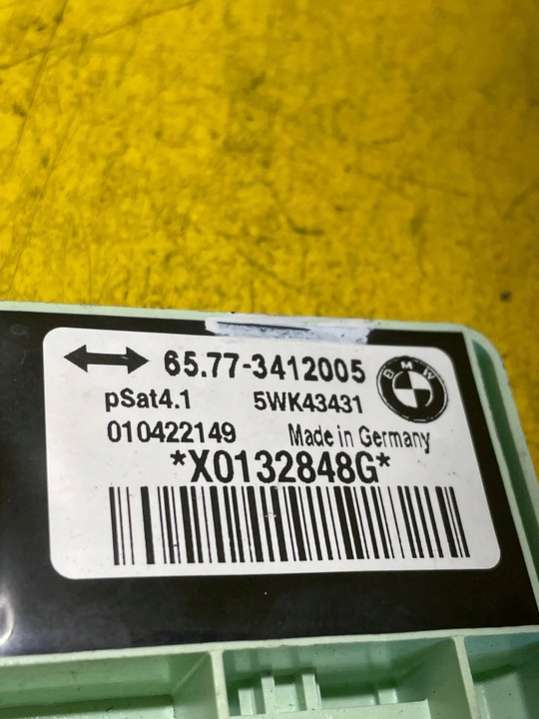 65.77-3412005
BMW
pSat4.1 5WK43431
010422149 Made in Germany
*X0132848G*